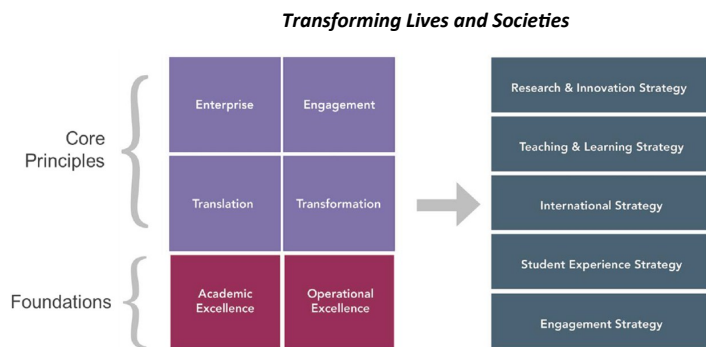 Transforming Lives and Societies
Core
Principles
Enterprise
Engagement
Translation
Transformation
Foundations
Academic
Excellence
Operational
Excellence
Research & Innovation Strategy
Teaching & Learning Strategy
International Strategy
Student Experience Strategy
Engagement Strategy